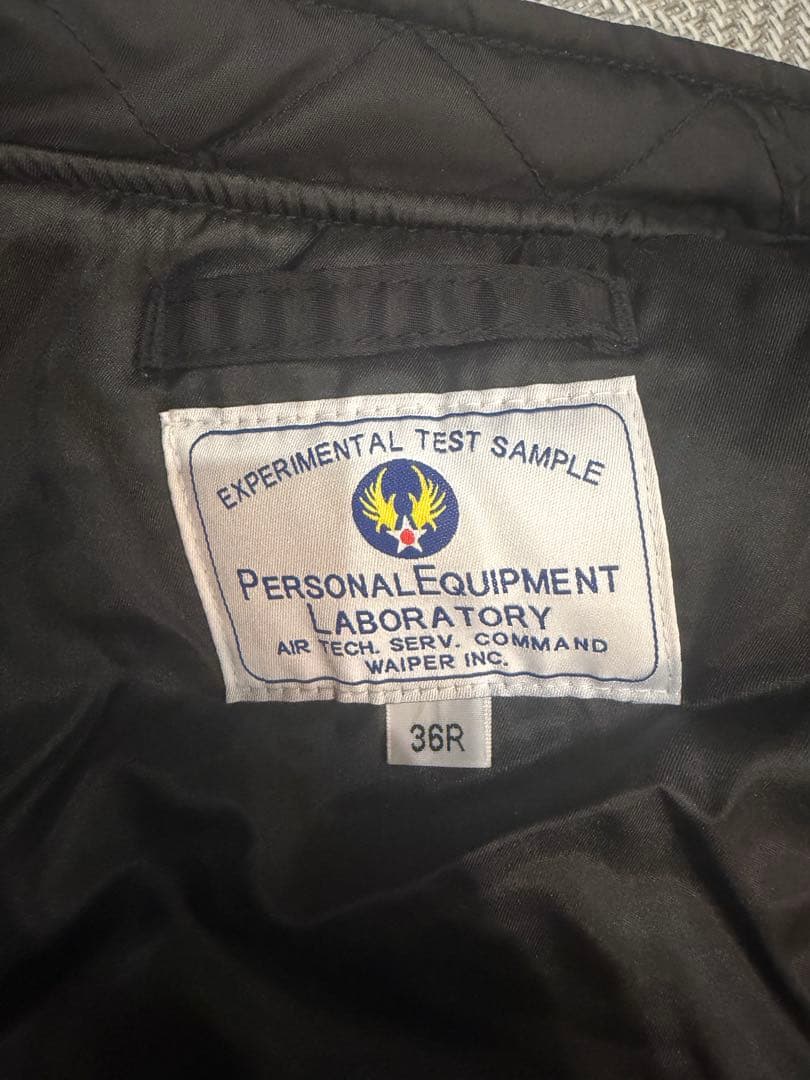 EXPERIMENTAL TEST SAMPLE
PERSONAL EQUIPMENT
LABORATORY
AIR TECH. SERV. COMMAND
WAIPER INC.
36R